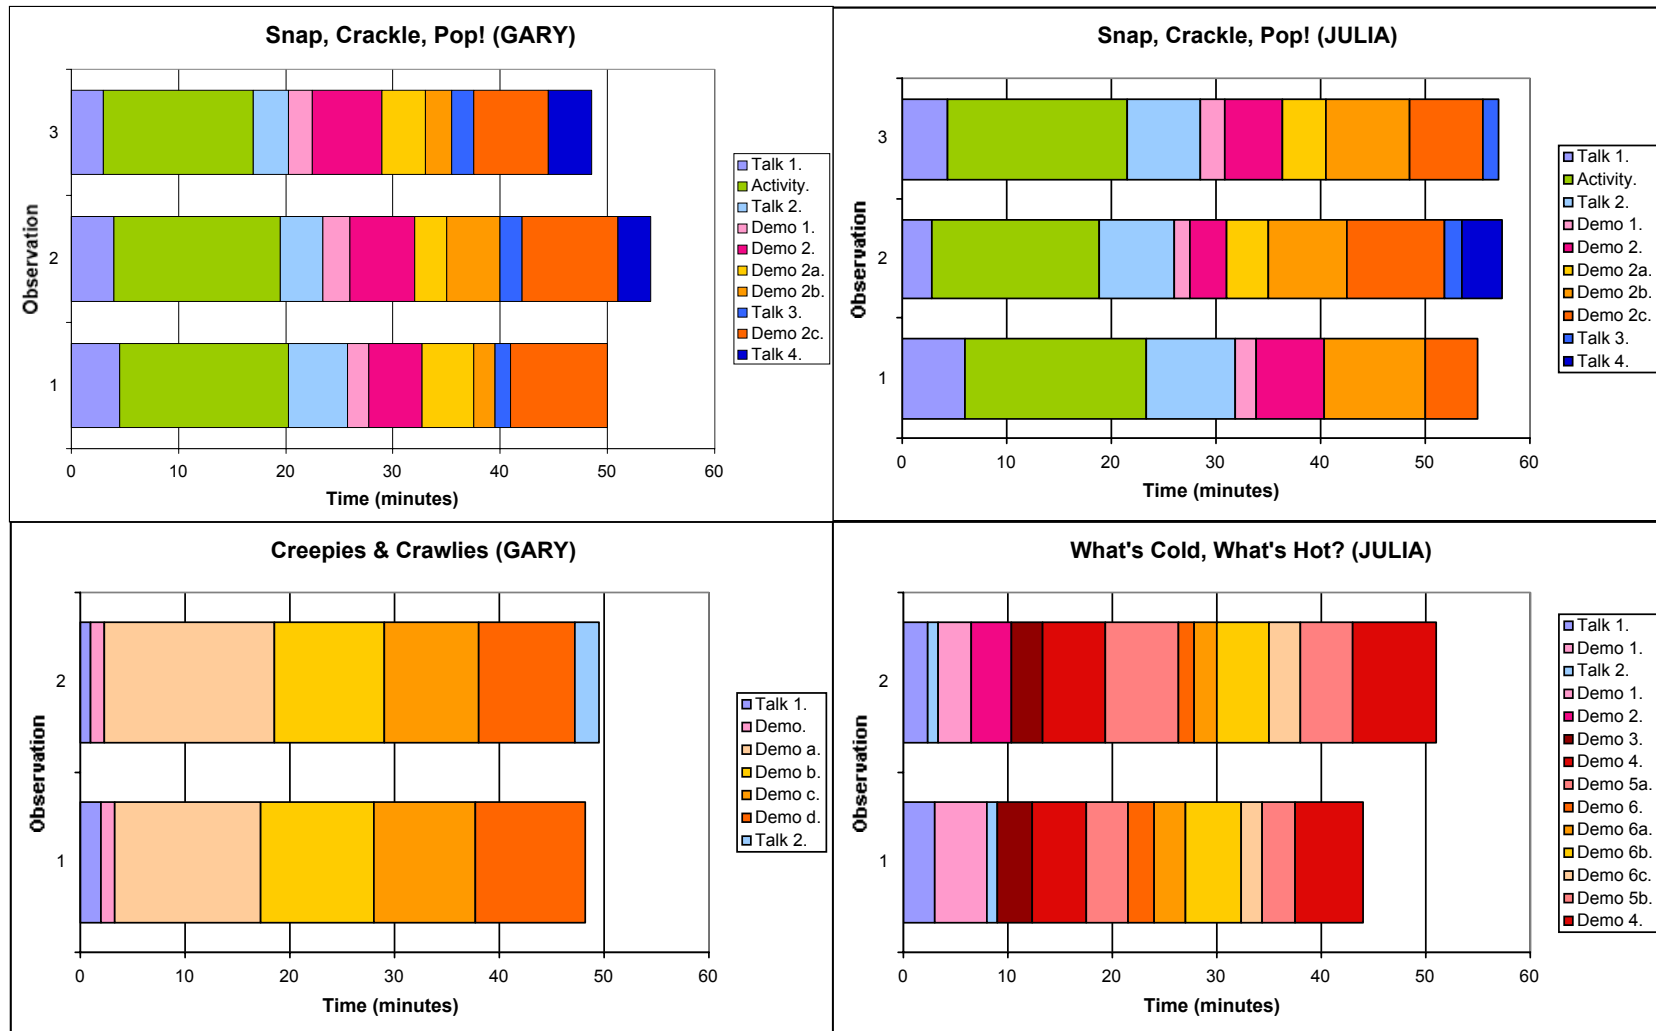 Snap, Crackle, Pop! (GARY)
3
2
1
Observation
0 10 20 30 40 50 60
Time (minutes)
Talk 1.
Activity.
Talk 2.
Demo 1.
Demo 2.
Demo 2a.
Demo 2b.
Talk 3.
Demo 2c.
Talk 4.
Snap, Crackle, Pop! (JULIA)
3
2
1
Observation
0 10 20 30 40 50 60
Time (minutes)
Talk 1.
Activity.
Talk 2.
Demo 1.
Demo 2.
Demo 2a.
Demo 2b.
Demo 2c.
Talk 3.
Talk 4.
Creepies & Crawlies (GARY)
2
1
Observation
0 10 20 30 40 50 60
Time (minutes)
Talk 1.
Demo.
Demo a.
Demo b.
Demo c.
Demo d.
Talk 2.
What's Cold, What's Hot? (JULIA)
2
1
Observation
0 10 20 30 40 50 60
Time (minutes)
Talk 1.
Demo 1.
Talk 2.
Demo 1.
Demo 2.
Demo 3.
Demo 4.
Demo 5a.
Demo 6.
Demo 6a.
Demo 6b.
Demo 6c.
Demo 5b.
Demo 4.